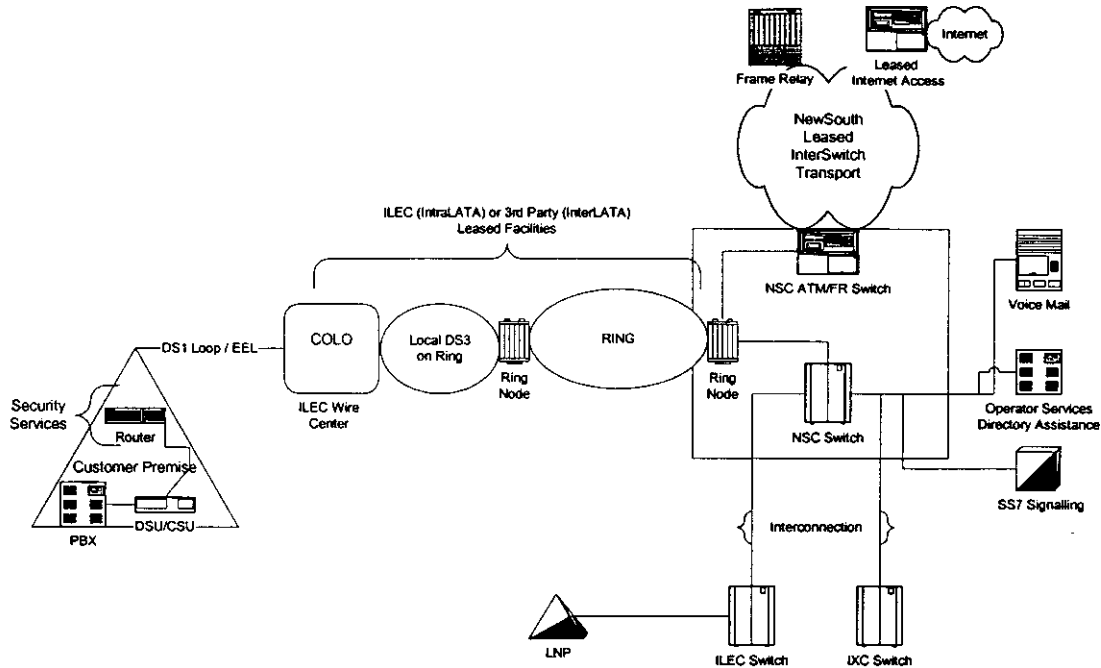 Internet
Frame Relay
Leased
Internet Access
NewSouth
Leased
InterSwitch
Transport
ILEC (IntraLATA) or 3rd Party (InterLATA)
Leased Facilities
NSC ATM/FR Switch
Voice Mail
DS1 Loop / EEL
COLO
Local DS3
on Ring
Ring
Node
RING
Ring
Node
ILEC Wire
Center
NSC Switch
Operator Services
Directory Assistance
Security
Services
Router
Customer Premise
DSU/CSU
PBX
SS7 Signalling
Interconnection
LNP
ILEC Switch
IXC Switch